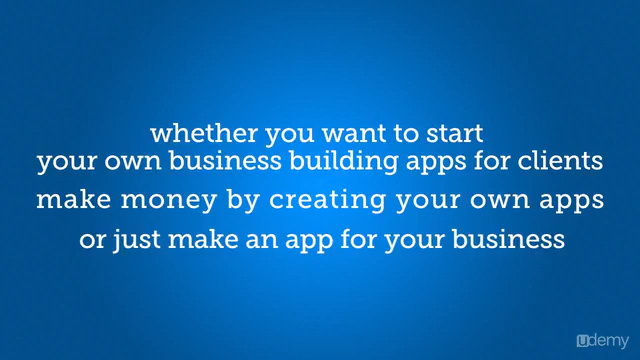 whether you want to start
your own business building apps for clients
make money by creating your own apps
or just make an app for your business
udemy